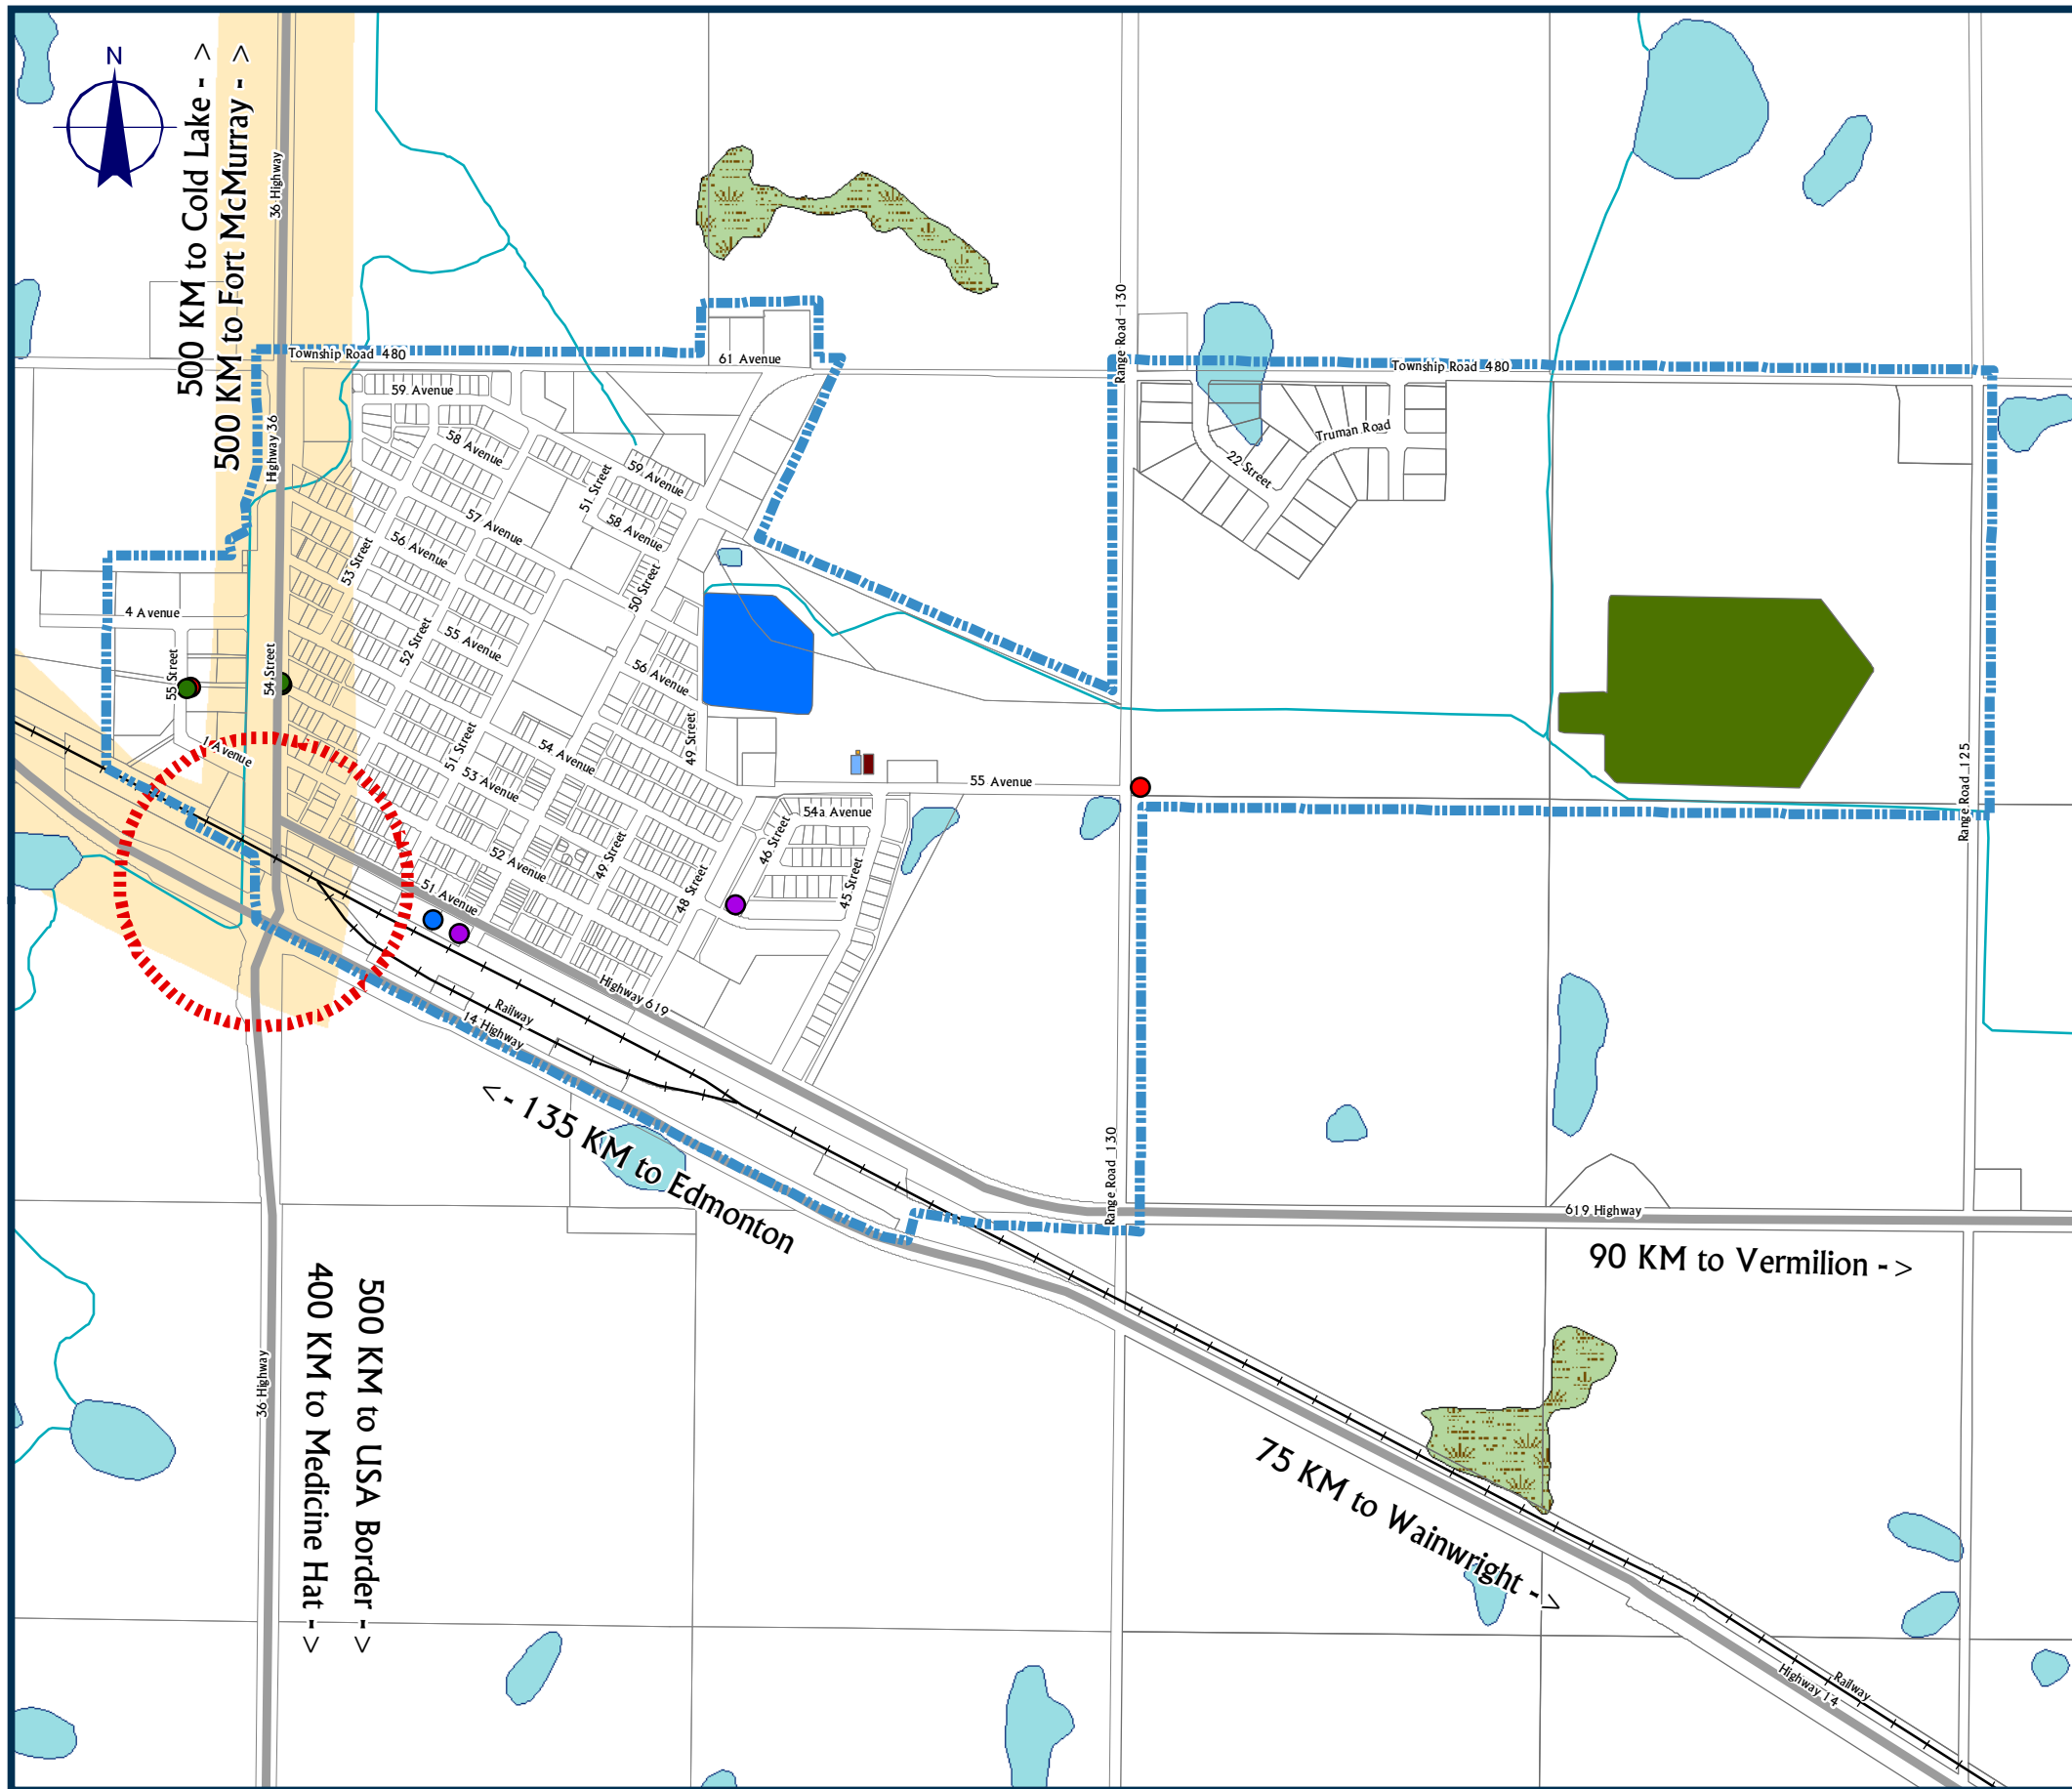 N
500 KM to Cold Lake - >
500 KM to Fort McMurray - >
36 Highway
Range Road 130
Township Road 480
61 Avenue
Township Road 480
59 Avenue
Highway 36
58 Avenue
51 Street
59 Avenue
Truman Road
22 Street
57 Avenue
58 Avenue
56 Avenue
53 Street
50 Street
4 Avenue
52 Street
55 Avenue
55 Street
54 Street
56 Avenue
1 Avenue
51 Street
54 Avenue
49 Street
53 Avenue
55 Avenue
Range Road 125
54a Avenue
46 Street
52 Avenue
49 Street
48 Street
45 Street
51 Avenue
Highway 619
Railway
14 Highway
<- 135 KM to Edmonton
Range Road 130
619 Highway
90 KM to Vermilion - >
36 Highway
500 KM to USA Border - >
400 KM to Medicine Hat - >
75 KM to Wainwright - >
Railway
Highway 14